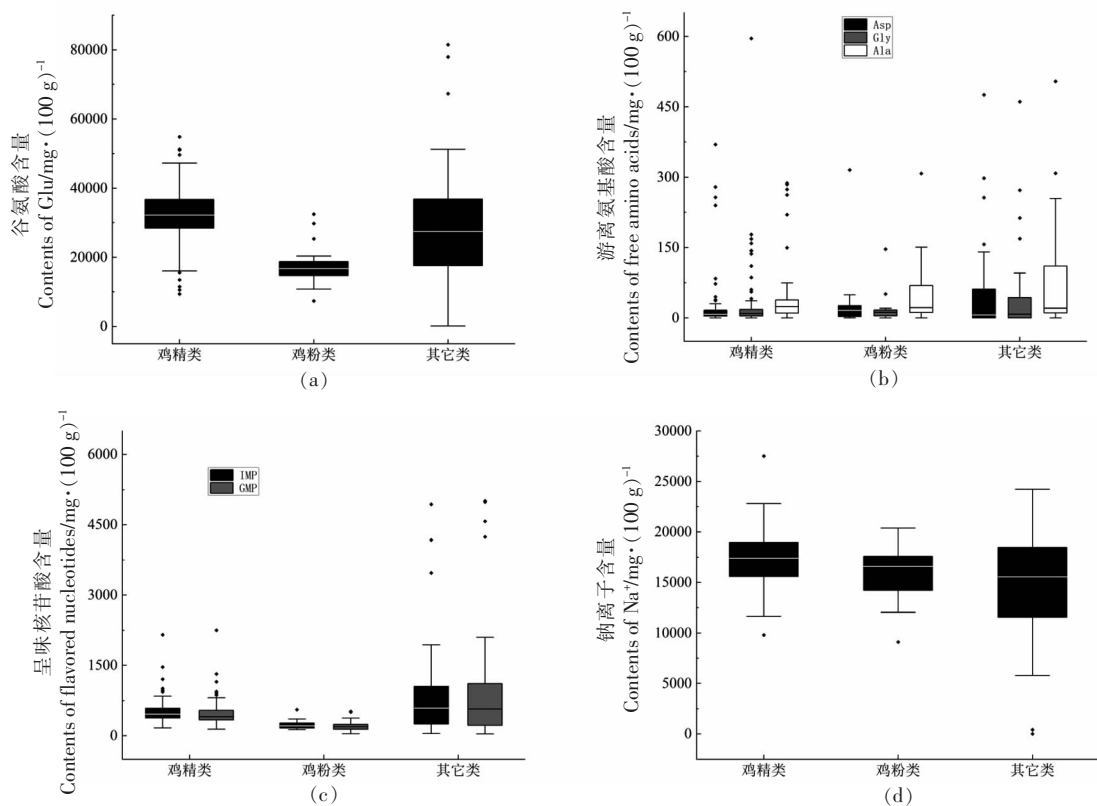 谷氨酸含量
Contents of Glu/mg·(100 g)⁻¹
80000
60000
40000
20000
0
鸡精类
鸡粉类
其它类
(a)
游离氨基酸含量
Contents of free amino acids/mg·(100 g)⁻¹
600
450
300
150
0
Asp
Gly
Ala
鸡精类
鸡粉类
其它类
(b)
呈味核苷酸含量
Contents of flavored nucleotides/mg·(100 g)⁻¹
6000
4500
3000
1500
0
IMP
GMP
鸡精类
鸡粉类
其它类
(c)
钠离子含量
Contents of Na⁺/mg·(100 g)⁻¹
30000
25000
20000
15000
10000
5000
0
鸡精类
鸡粉类
其它类
(d)